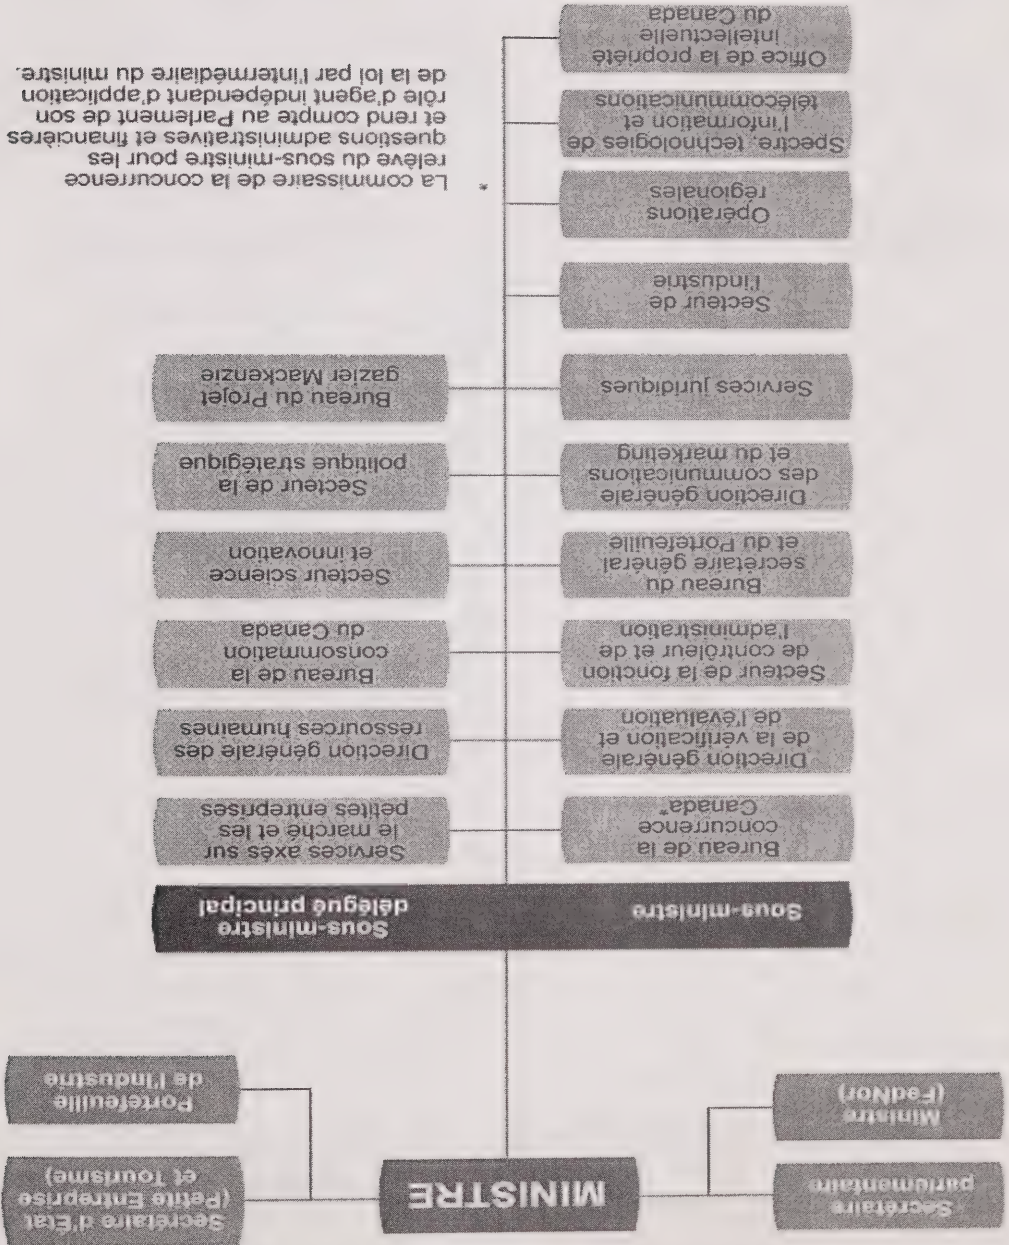 Secrétaire
parlementaire
Ministre
(FedNor)
MINISTRE
Secrétaire d'État
(Petite Entreprise
et Tourisme)
Portefeuille
de l'Industrie
Sous-ministre
Sous-ministre
délégué principal
Bureau de la
concurrence
Canada*
Services axés sur
le marché et les
petites entreprises
Direction générale
de la vérification et
de l'évaluation
Direction générale des
ressources humaines
Secteur de la fonction
de contrôleur et de
l'administration
Bureau de la
consommation
du Canada
Bureau du
secrétaire général
et du Portefeuille
Secteur science
et innovation
Direction générale
des communications
et du marketing
Secteur de la
politique stratégique
Services juridiques
Bureau du Projet
gazier Mackenzie
Secteur de
l'industrie
Opérations
régionales
Spectre, technologies de
l'information et
télécommunications
Office de la propriété
intellectuelle
du Canada
* La commissaire de la concurrence
relève du sous-ministre pour les
questions administratives et financières
et rend compte au Parlement de son
rôle d'agent indépendant d'application
de la loi par l'intermédiaire du ministre.